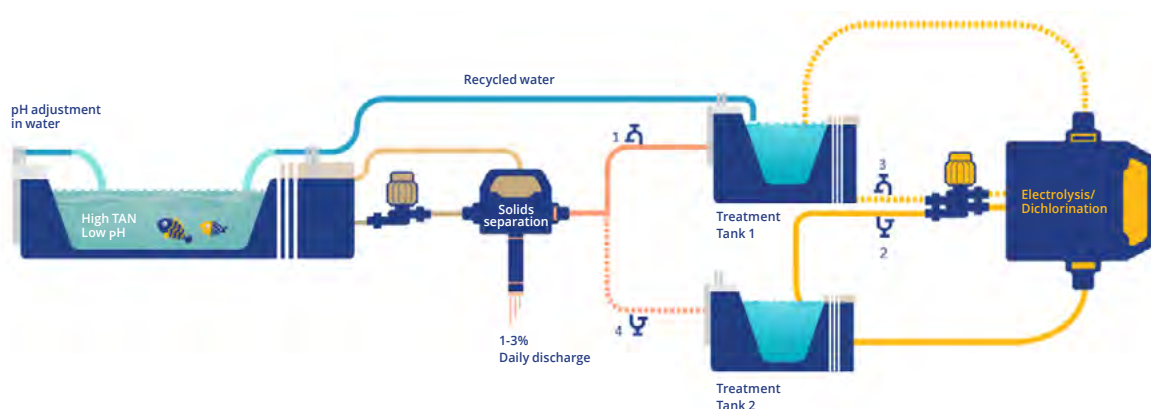 Recycled water
pH adjustment
in water
1
3
Electrolysis/
Dichlorination
High TAN
Low pH
Solids
separation
Treatment
Tank 1
2
4
1-3%
Daily discharge
Treatment
Tank 2